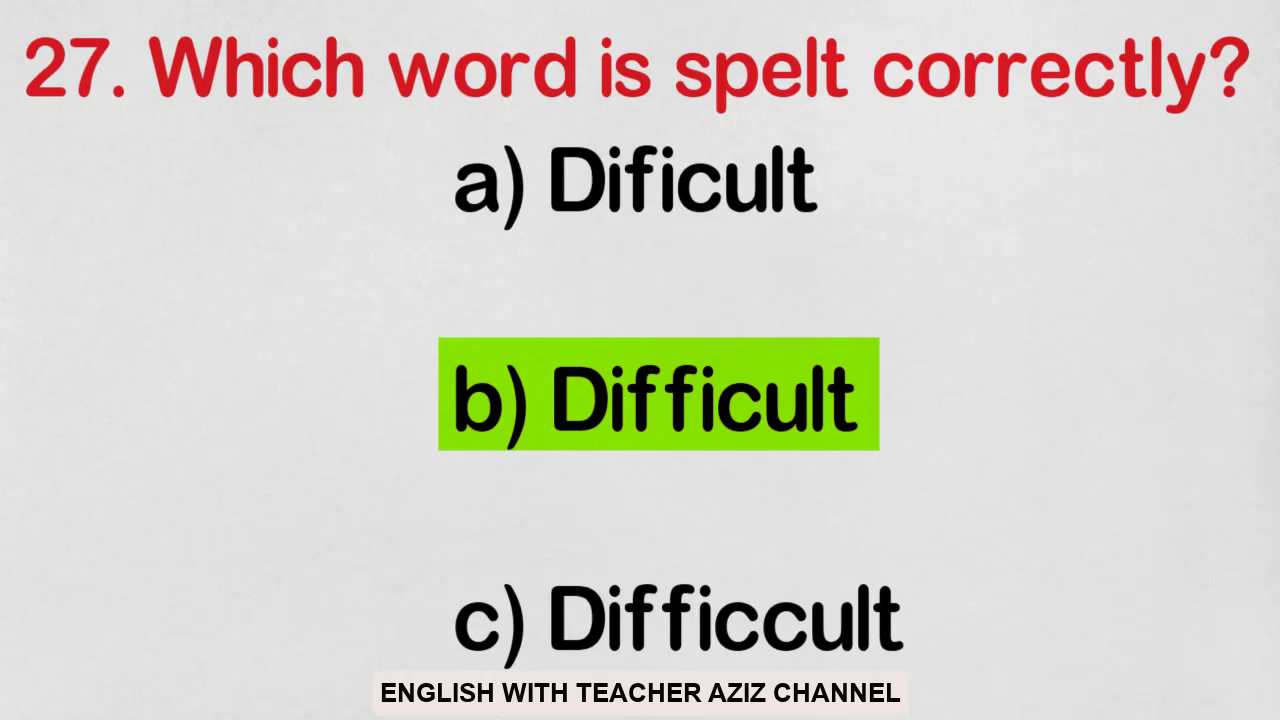 27. Which word is spelt correctly?
a) Dificult
b) Difficult
c) Difficcult
ENGLISH WITH TEACHER AZIZ CHANNEL